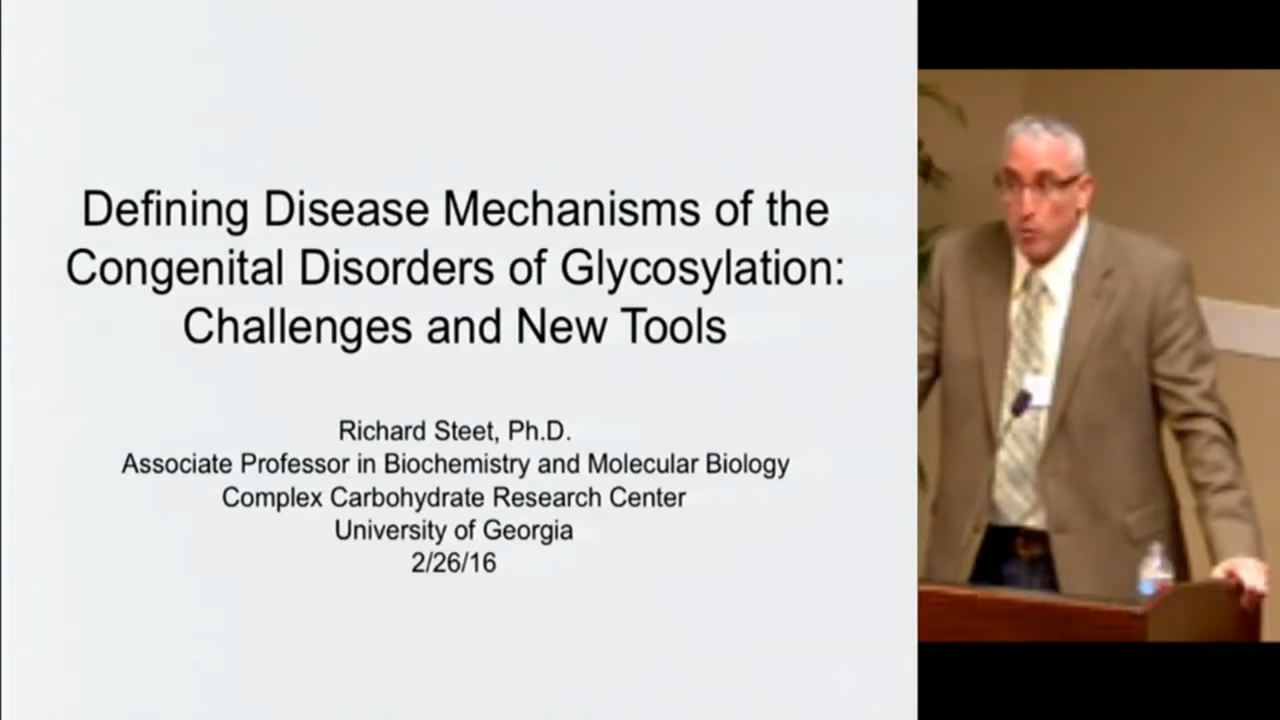 Defining Disease Mechanisms of the
Congenital Disorders of Glycosylation:
Challenges and New Tools
Richard Steet, Ph.D.
Associate Professor in Biochemistry and Molecular Biology
Complex Carbohydrate Research Center
University of Georgia
2/26/16